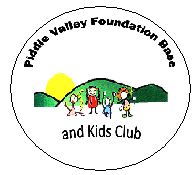 Piddle Valley Foundation Base
and Kids Club